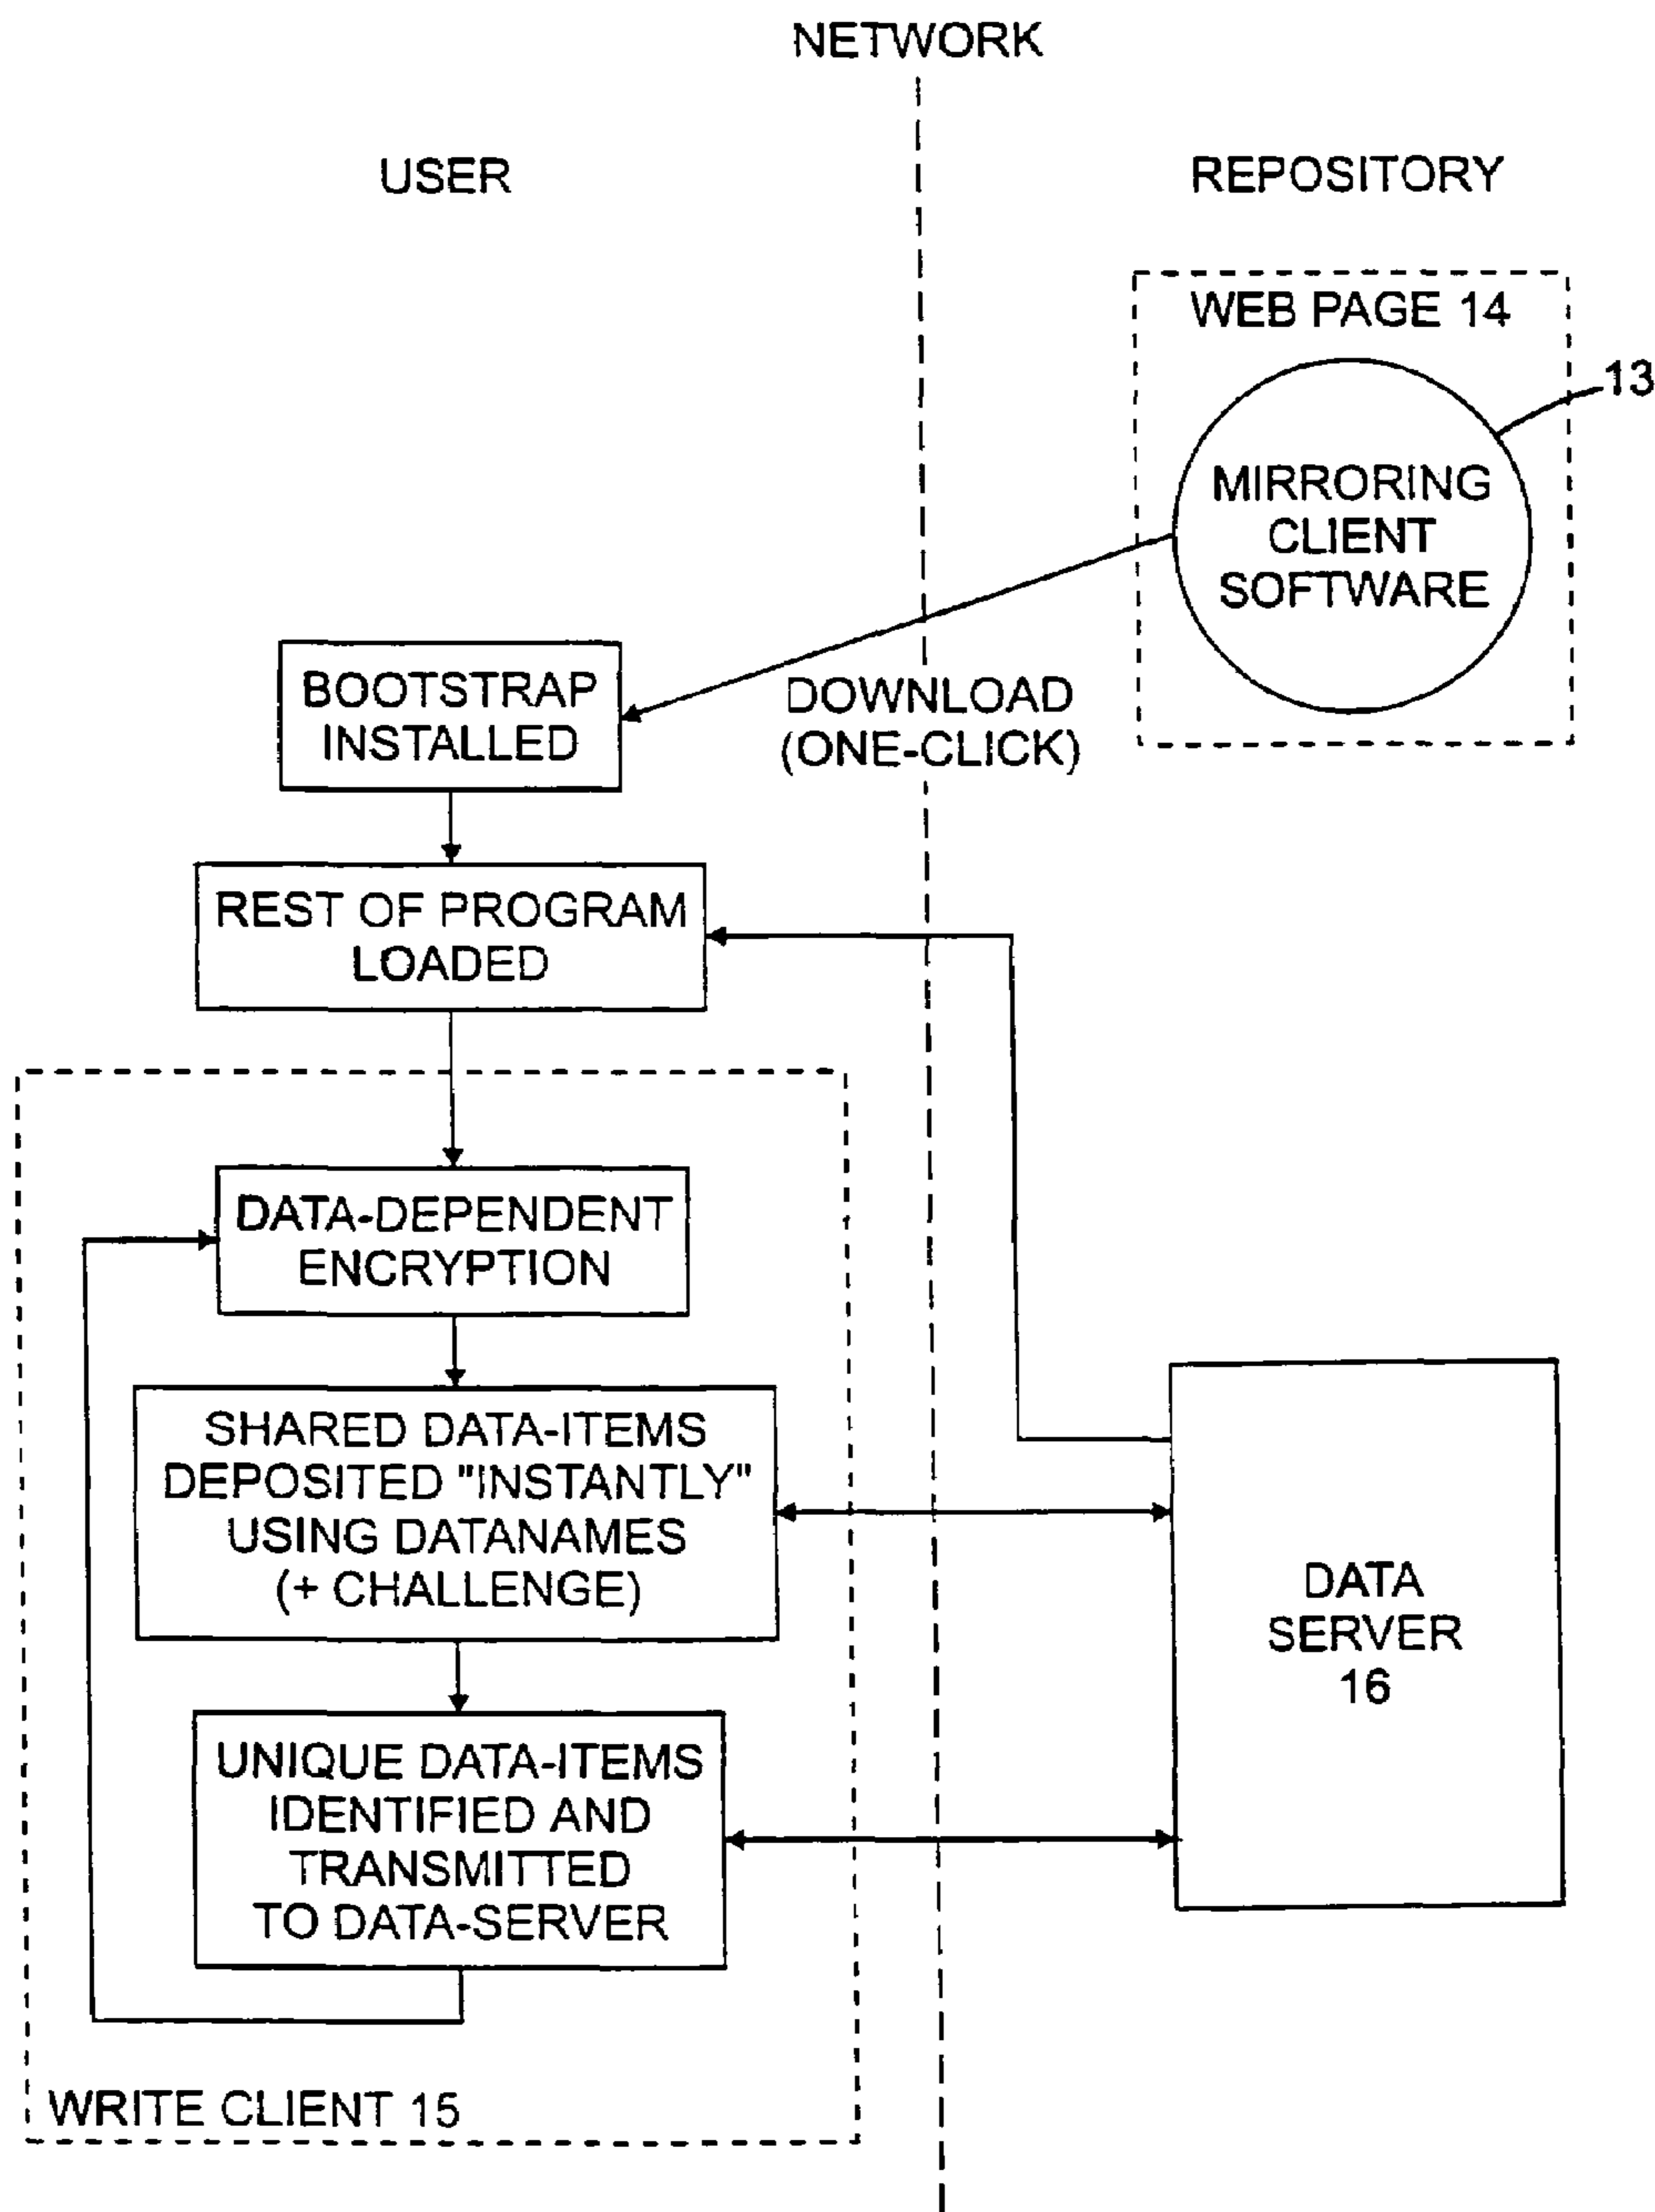 NETWORK
USER
REPOSITORY
WEB PAGE 14
13
MIRRORING
CLIENT
SOFTWARE
BOOTSTRAP
INSTALLED
DOWNLOAD
(ONE-CLICK)
REST OF PROGRAM
LOADED
DATA-DEPENDENT
ENCRYPTION
SHARED DATA-ITEMS
DEPOSITED "INSTANTLY"
USING DATANAMES
(+ CHALLENGE)
DATA
SERVER
16
UNIQUE DATA-ITEMS
IDENTIFIED AND
TRANSMITTED
TO DATA-SERVER
WRITE CLIENT 15